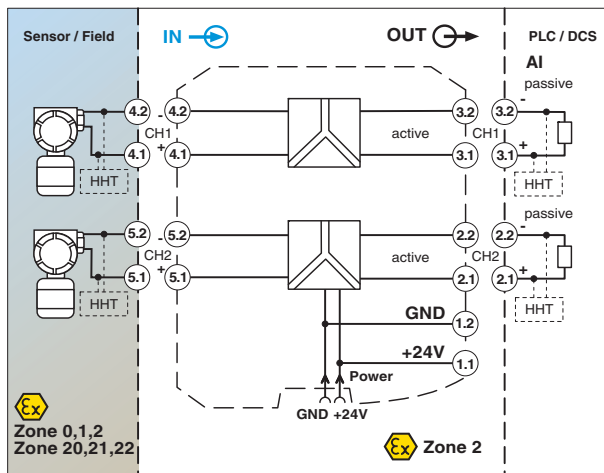 Sensor / Field
IN
OUT
PLC / DCS
AI
passive
4.2
-
4.2
3.2
3.2
-
CH1
active
CH1
4.1
+
4.1
3.1
3.1
+
HHT
HHT
passive
5.2
-
5.2
2.2
2.2
-
CH2
active
CH2
5.1
+
5.1
2.1
2.1
+
HHT
HHT
GND
1.2
+24V
1.1
Power
GND +24V
Ex
Zone 0,1,2
Zone 20,21,22
Ex
Zone 2